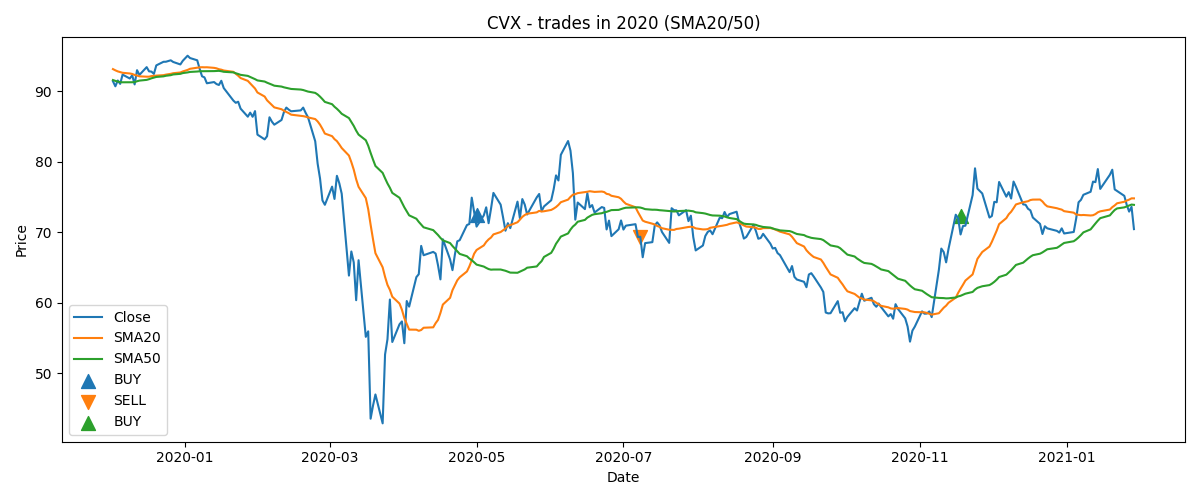 CVX - trades in 2020 (SMA20/50)
Price
90
80
70
60
50
Close
SMA20
SMA50
BUY
SELL
BUY
2020-01
2020-03
2020-05
2020-07
2020-09
2020-11
2021-01
Date